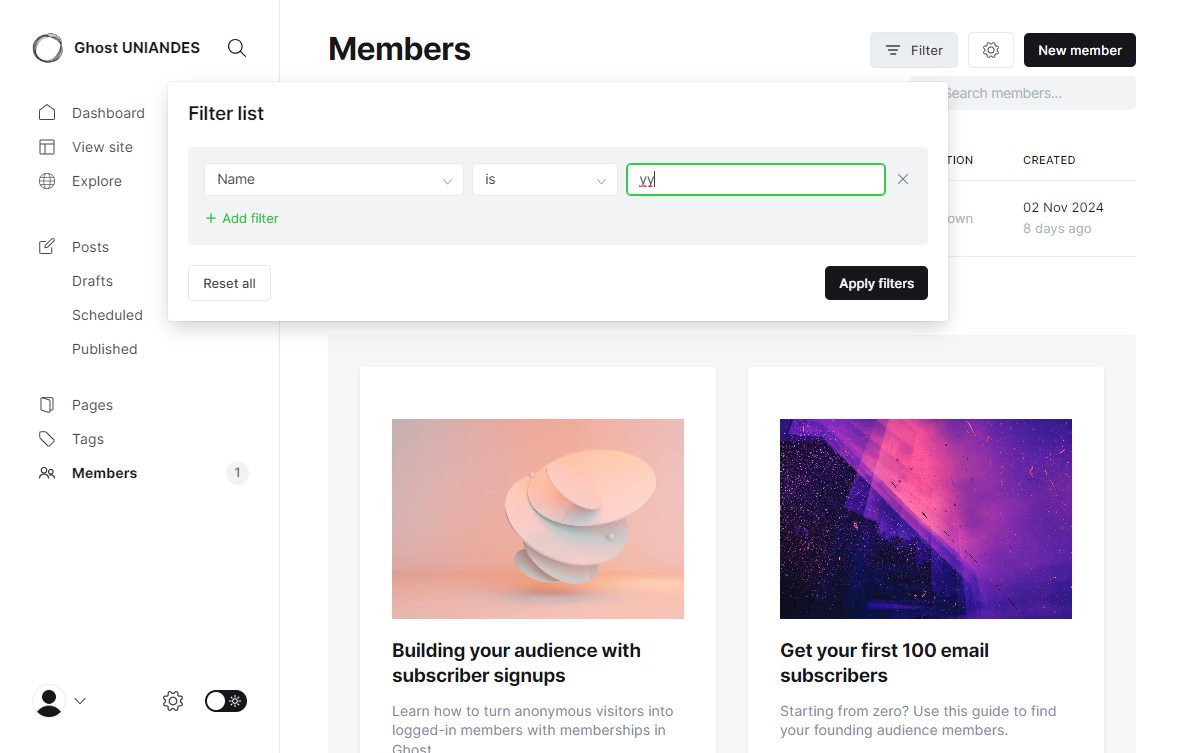 Ghost UNIANDES
Dashboard
View site
Explore
Posts
Drafts
Scheduled
Published
Pages
Tags
Members
1
Members
Filter
New member
Search members...
Filter list
Name
is
yy
+ Add filter
Reset all
Apply filters
CREATED
02 Nov 2024
8 days ago
Building your audience with
subscriber signups
Learn how to turn anonymous visitors into
logged-in members with memberships in
Ghost
Get your first 100 email
subscribers
Starting from zero? Use this guide to find
your founding audience members.